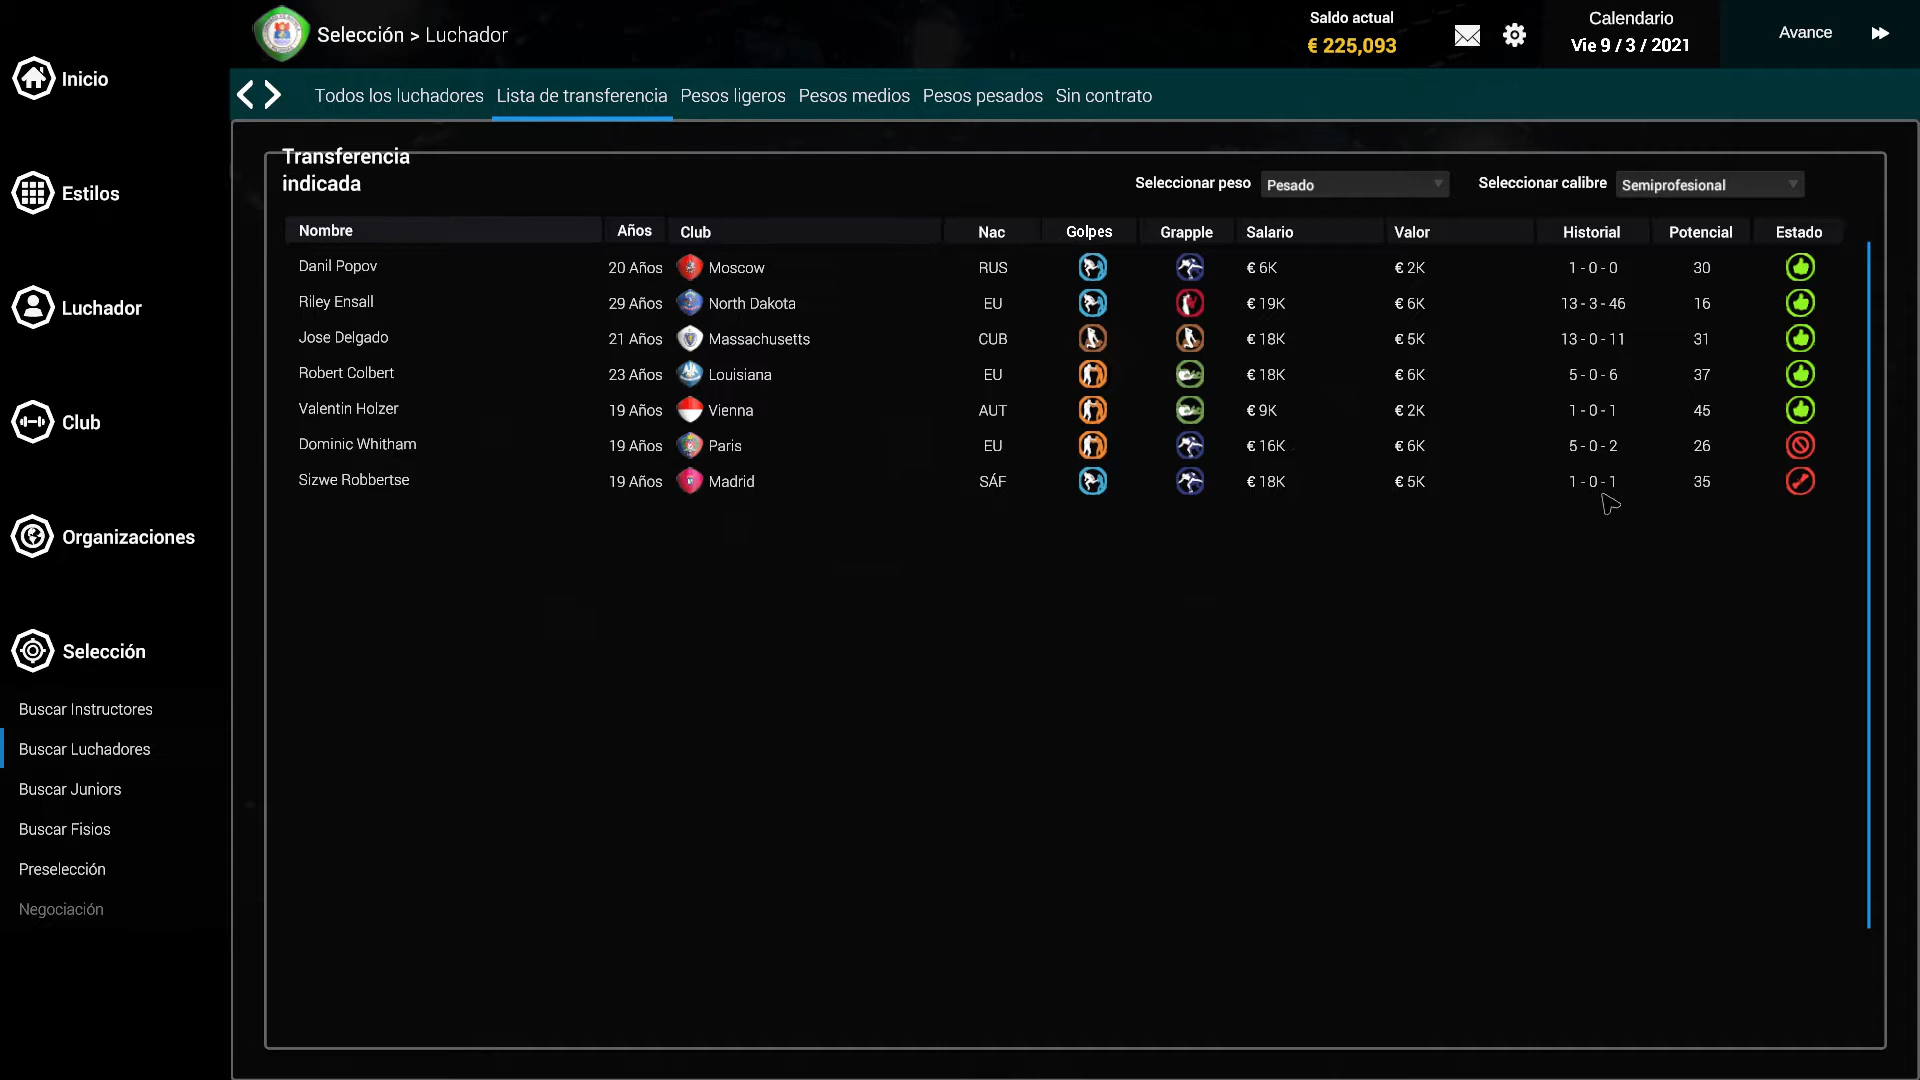 Selección > Luchador
Saldo actual
€ 225,093
Calendario
Vie 9 / 3 / 2021
Avance
Inicio
Estilos
Luchador
Club
Organizaciones
Selección
Buscar Instructores
Buscar Luchadores
Buscar Juniors
Buscar Fisios
Preselección
Negociación
Todos los luchadores Lista de transferencia Pesos ligeros Pesos medios Pesos pesados Sin contrato
Transferencia
indicada
Seleccionar peso Pesado Seleccionar calibre Semiprofesional
Nombre Años Club Nac Golpes Grapple Salario Valor Historial Potencial Estado
Danil Popov 20 Años Moscow RUS € 6K € 2K 1 - 0 - 0 30
Riley Ensall 29 Años North Dakota EU € 19K € 6K 13 - 3 - 46 16
Jose Delgado 21 Años Massachusetts CUB € 18K € 5K 13 - 0 - 11 31
Robert Colbert 23 Años Louisiana EU € 18K € 6K 5 - 0 - 6 37
Valentin Holzer 19 Años Vienna AUT € 9K € 2K 1 - 0 - 1 45
Dominic Whitham 19 Años Paris EU € 16K € 6K 5 - 0 - 2 26
Sizwe Robbertse 19 Años Madrid SÁF € 18K € 5K 1 - 0 - 1 35